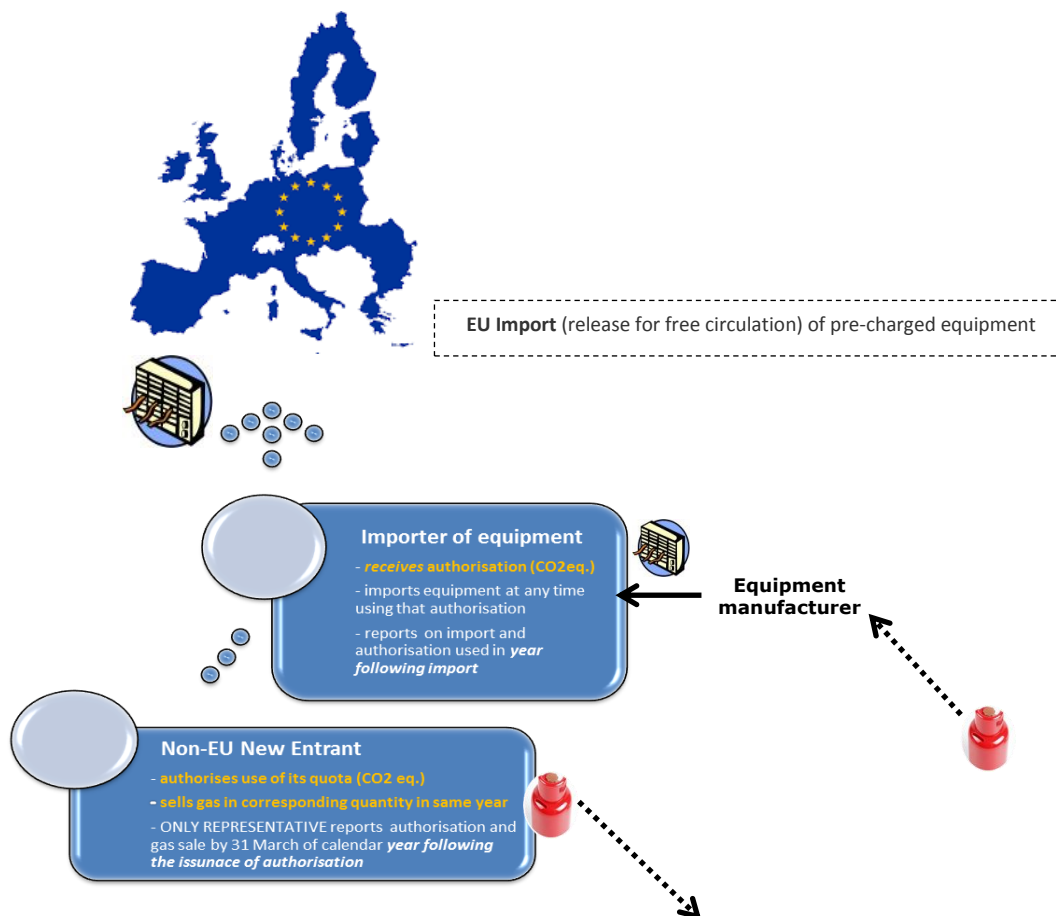 EU Import (release for free circulation) of pre-charged equipment
Importer of equipment
- receives authorisation (CO2eq.)
- imports equipment at any time
using that authorisation
- reports on import and
authorisation used in year
following import
Equipment
manufacturer
Non-EU New Entrant
- authorises use of its quota (CO2 eq.)
- sells gas in corresponding quantity in same year
- ONLY REPRESENTATIVE reports authorisation and
gas sale by 31 March of calendar year following
the issunace of authorisation